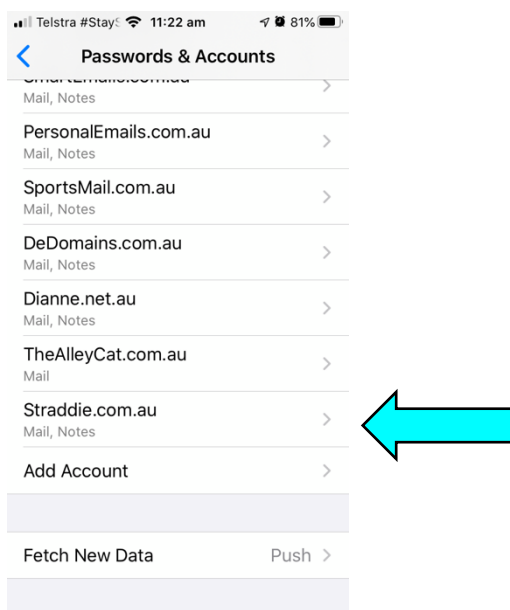 Telstra #Stay 11:22 am 81%
Passwords & Accounts
Mail, Notes
PersonalEmails.com.au
Mail, Notes
SportsMail.com.au
Mail, Notes
DeDomains.com.au
Mail, Notes
Dianne.net.au
Mail, Notes
TheAlleyCat.com.au
Mail
Straddie.com.au
Mail, Notes
Add Account
Fetch New Data Push